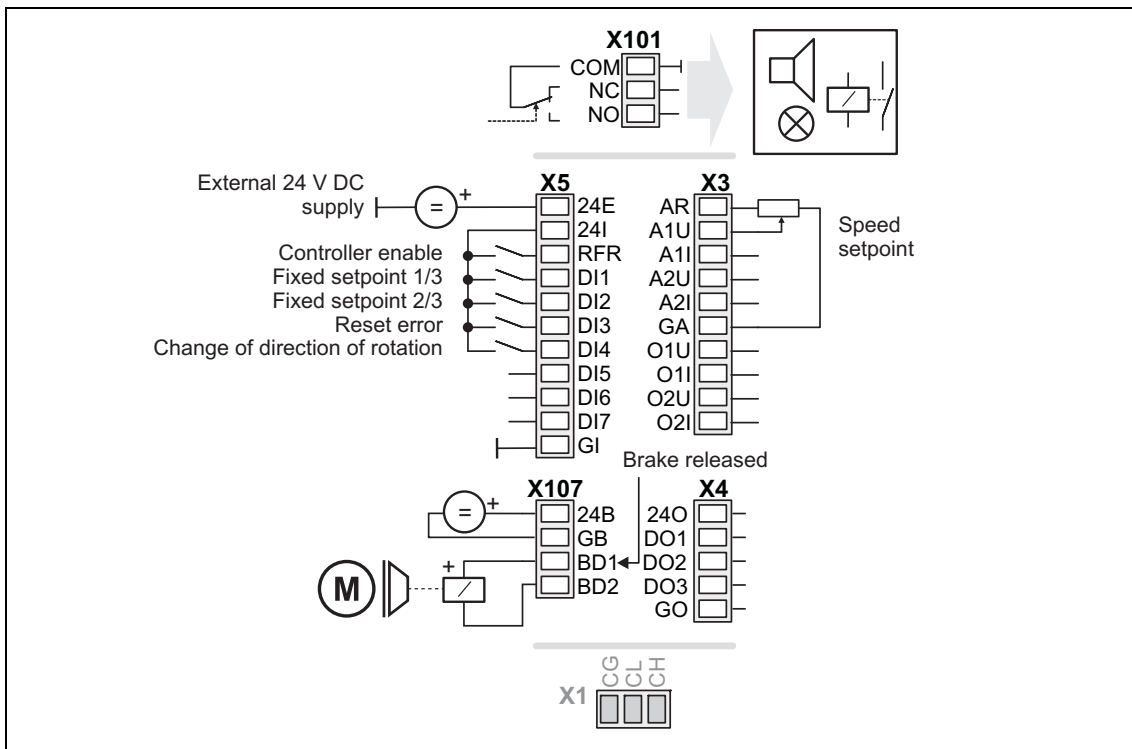 X101
COM
NC
NO
External 24 V DC
supply
=
+
X5
24E
24I
RFR
DI1
DI2
DI3
DI4
DI5
DI6
DI7
GI
Controller enable
Fixed setpoint 1/3
Fixed setpoint 2/3
Reset error
Change of direction of rotation
X3
AR
A1U
A1I
A2U
A2I
GA
O1U
O1I
O2U
O2I
Speed
setpoint
Brake released
X107
=
+
24B
GB
BD1
BD2
+
M
X4
24O
DO1
DO2
DO3
GO
X1
CG
CL
CH